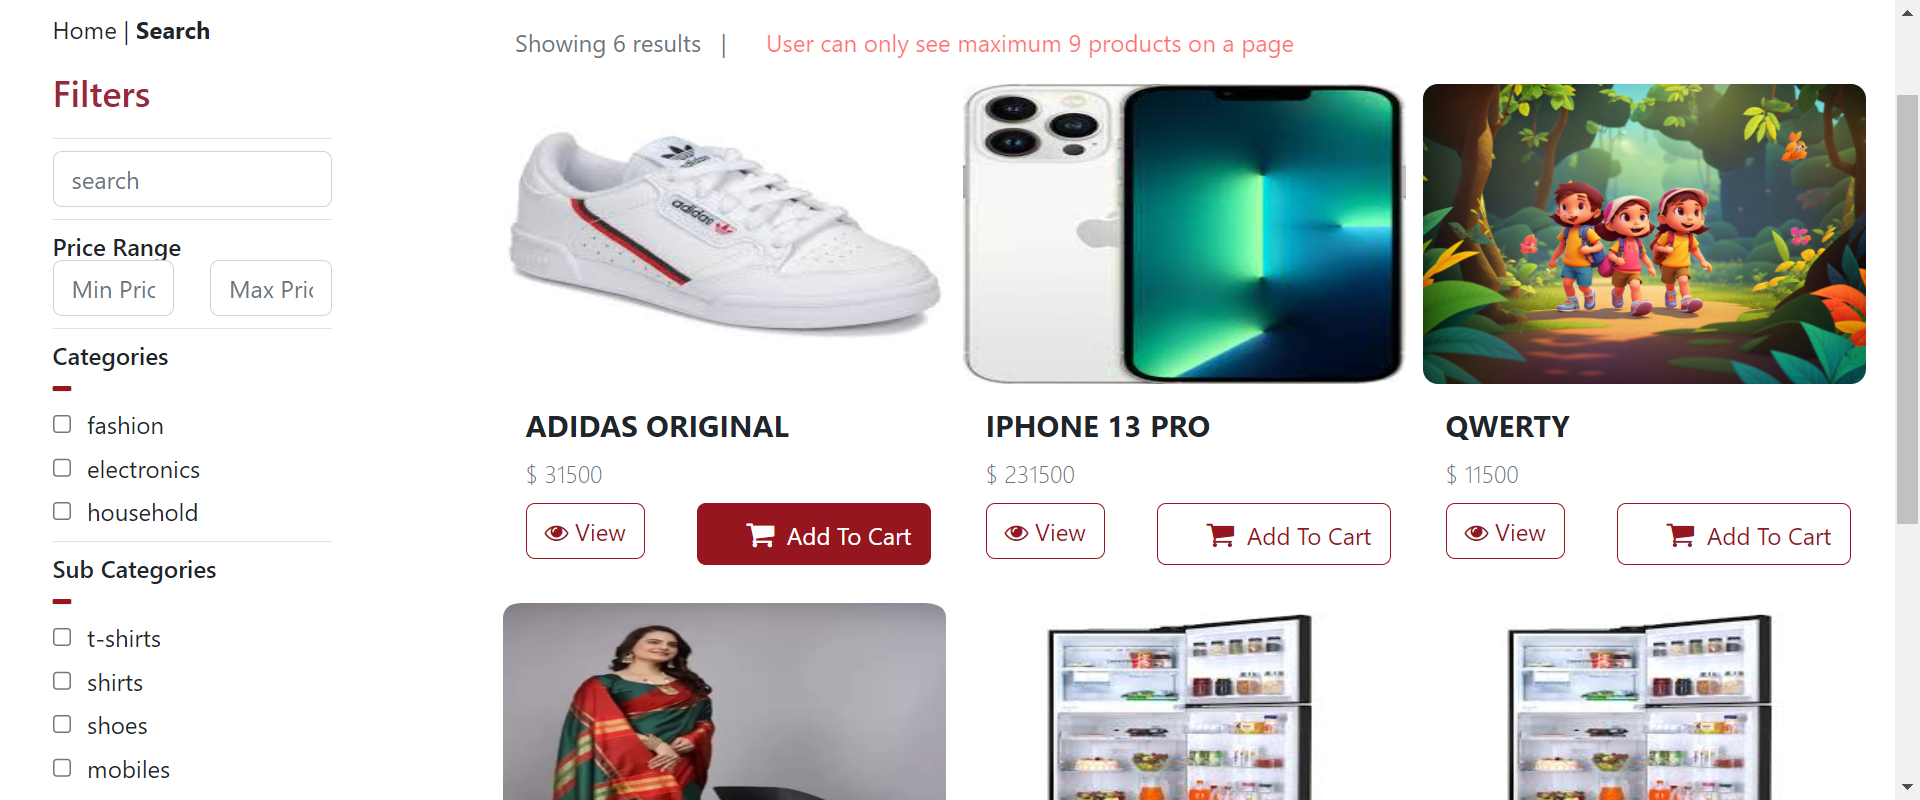 Home | Search
Filters
search
Price Range
Min Pric
Max Pric
Categories
fashion
electronics
household
Sub Categories
t-shirts
shirts
shoes
mobiles
Showing 6 results | User can only see maximum 9 products on a page
adidas
ADIDAS ORIGINAL
$ 31500
View
Add To Cart
IPHONE 13 PRO
$ 231500
View
Add To Cart
QWERTY
$ 11500
View
Add To Cart